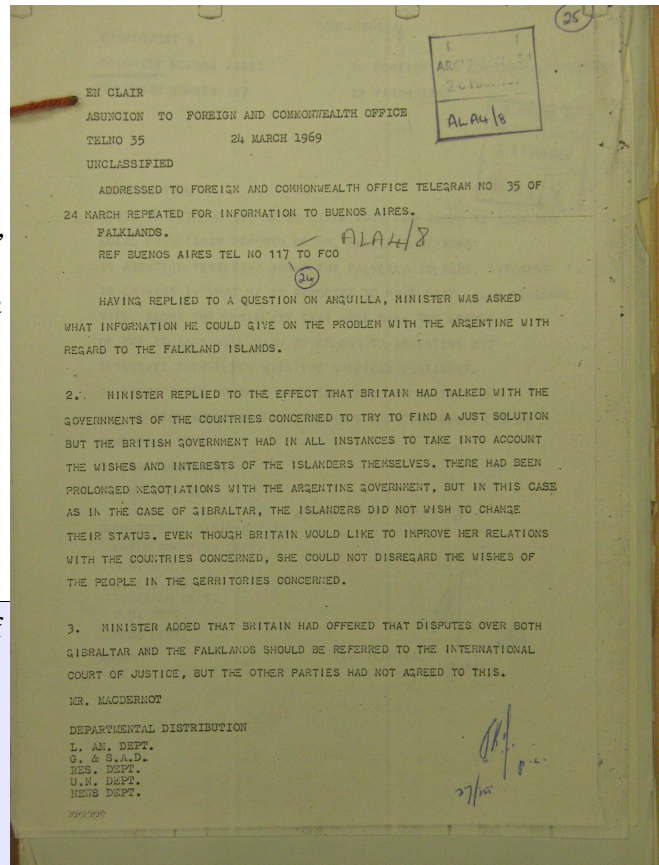 25
ALA4/8
EN CLAIR
ASUNCION TO FOREIGN AND COMMONWEALTH OFFICE
TELNO 35 24 MARCH 1969
UNCLASSIFIED
ADDRESSED TO FOREIGN AND COMMONWEALTH OFFICE TELEGRAM NO 35 OF
24 MARCH REPEATED FOR INFORMATION TO BUENOS AIRES.
FALKLANDS.
ALA4/8
REF BUENOS AIRES TEL NO 117 TO FCO
24
HAVING REPLIED TO A QUESTION ON ANGUILLA, MINISTER WAS ASKED
WHAT INFORMATION HE COULD GIVE ON THE PROBLEM WITH THE ARGENTINE WITH
REGARD TO THE FALKLAND ISLANDS.
2. MINISTER REPLIED TO THE EFFECT THAT BRITAIN HAD TALKED WITH THE
GOVERNMENTS OF THE COUNTRIES CONCERNED TO TRY TO FIND A JUST SOLUTION
BUT THE BRITISH GOVERNMENT HAD IN ALL INSTANCES TO TAKE INTO ACCOUNT
THE WISHES AND INTERESTS OF THE ISLANDERS THEMSELVES. THERE HAD BEEN
PROLONGED NEGOTIATIONS WITH THE ARGENTINE GOVERNMENT, BUT IN THIS CASE
AS IN THE CASE OF GIBRALTAR, THE ISLANDERS DID NOT WISH TO CHANGE
THEIR STATUS. EVEN THOUGH BRITAIN WOULD LIKE TO IMPROVE HER RELATIONS
WITH THE COUNTRIES CONCERNED, SHE COULD NOT DISREGARD THE WISHES OF
THE PEOPLE IN THE GERRITORIES CONCERNED.
3. MINISTER ADDED THAT BRITAIN HAD OFFERED THAT DISPUTES OVER BOTH
GIBRALTAR AND THE FALKLANDS SHOULD BE REFERRED TO THE INTERNATIONAL
COURT OF JUSTICE, BUT THE OTHER PARTIES HAD NOT AGREED TO THIS.
MR. MACDERMOT
DEPARTMENTAL DISTRIBUTION
L. AM. DEPT.
G. & S.A.D.
RES. DEPT.
U.N. DEPT.
NEWS DEPT.
p.a.
27/iii